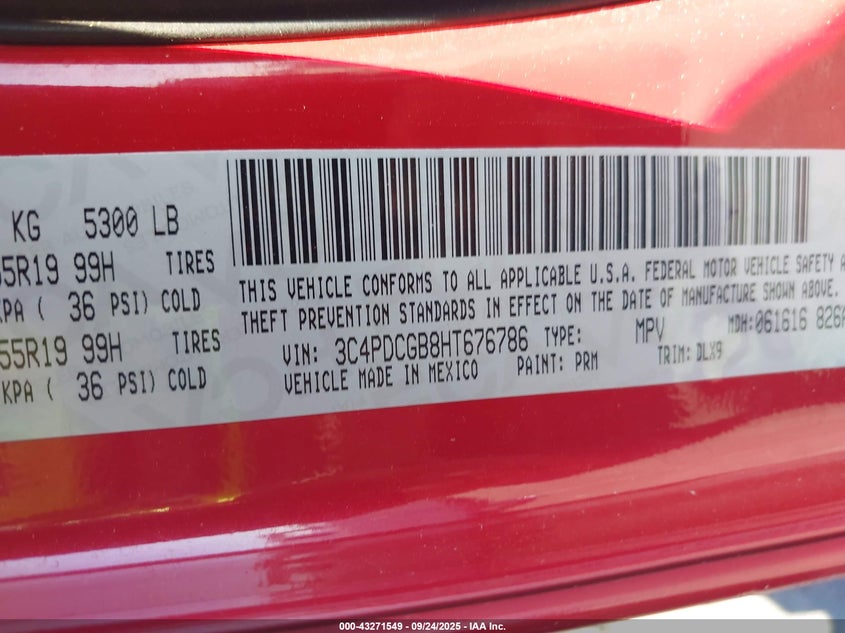 KG 5300 LB
55R19 99H TIRES
KPA ( 36 PSI) COLD
55R19 99H TIRES
KPA ( 36 PSI) COLD
THIS VEHICLE CONFORMS TO ALL APPLICABLE U.S.A. FEDERAL MOTOR VEHICLE SAFETY A
THEFT PREVENTION STANDARDS IN EFFECT ON THE DATE OF MANUFACTURE SHOWN ABOVE.
VIN: 3C4PDCGB8HT676786 TYPE: MPV MDH:061616 826
VEHICLE MADE IN MEXICO PAINT: PRM TRIM: DLX9
000-43271549 - 09/24/2025 - IAA Inc.